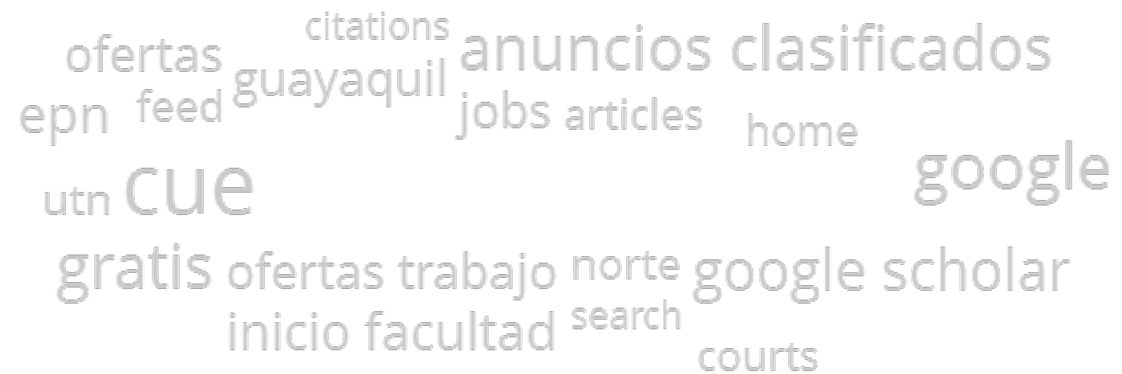 citations
ofertas
anuncios clasificados
guayaquil
epn
feed
jobs
articles
home
google
utn
cue
gratis
ofertas trabajo
norte
google scholar
inicio facultad
search
courts